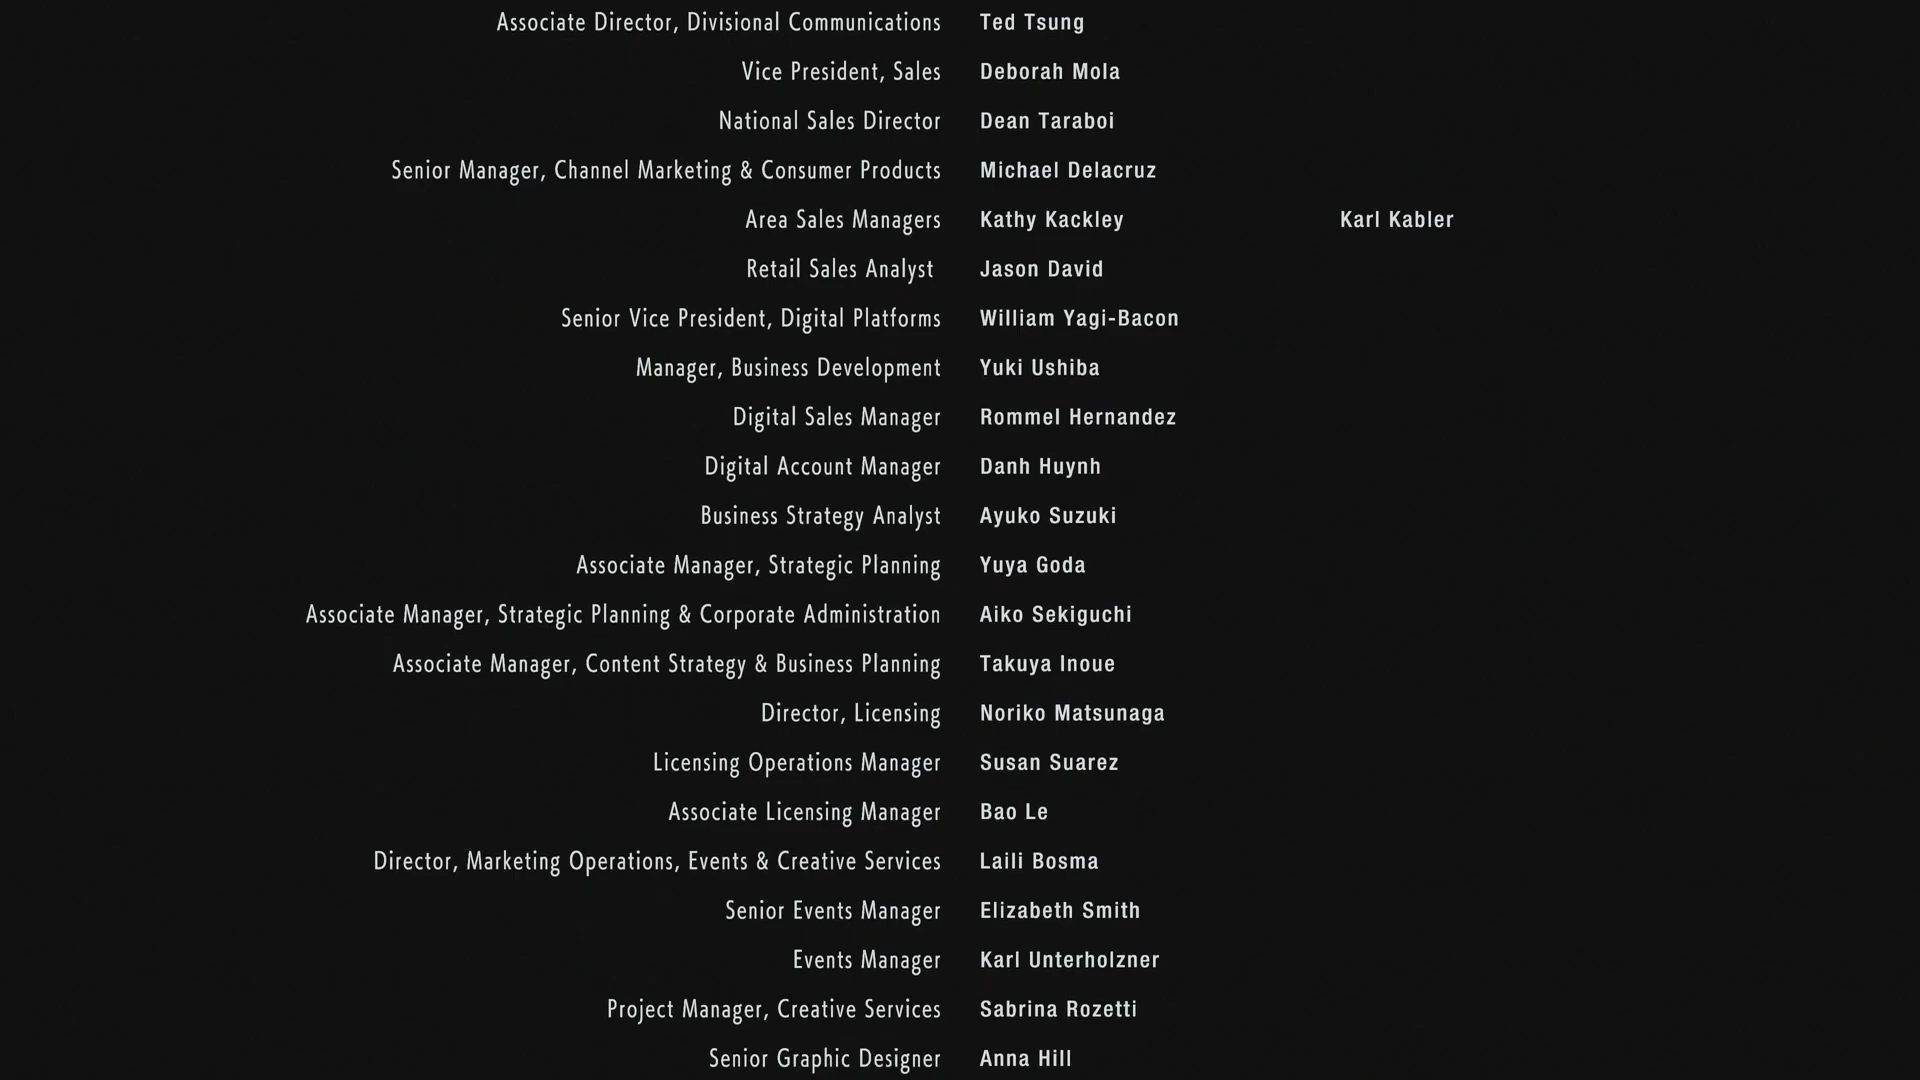 Associate Director, Divisional Communications Ted Tsung
Vice President, Sales Deborah Mola
National Sales Director Dean Taraboi
Senior Manager, Channel Marketing & Consumer Products Michael Delacruz
Area Sales Managers Kathy Kackley Karl Kabler
Retail Sales Analyst Jason David
Senior Vice President, Digital Platforms William Yagi-Bacon
Manager, Business Development Yuki Ushiba
Digital Sales Manager Rommel Hernandez
Digital Account Manager Danh Huynh
Business Strategy Analyst Ayuko Suzuki
Associate Manager, Strategic Planning Yuya Goda
Associate Manager, Strategic Planning & Corporate Administration Aiko Sekiguchi
Associate Manager, Content Strategy & Business Planning Takuya Inoue
Director, Licensing Noriko Matsunaga
Licensing Operations Manager Susan Suarez
Associate Licensing Manager Bao Le
Director, Marketing Operations, Events & Creative Services Laili Bosma
Senior Events Manager Elizabeth Smith
Events Manager Karl Unterholzner
Project Manager, Creative Services Sabrina Rozetti
Senior Graphic Designer Anna Hill